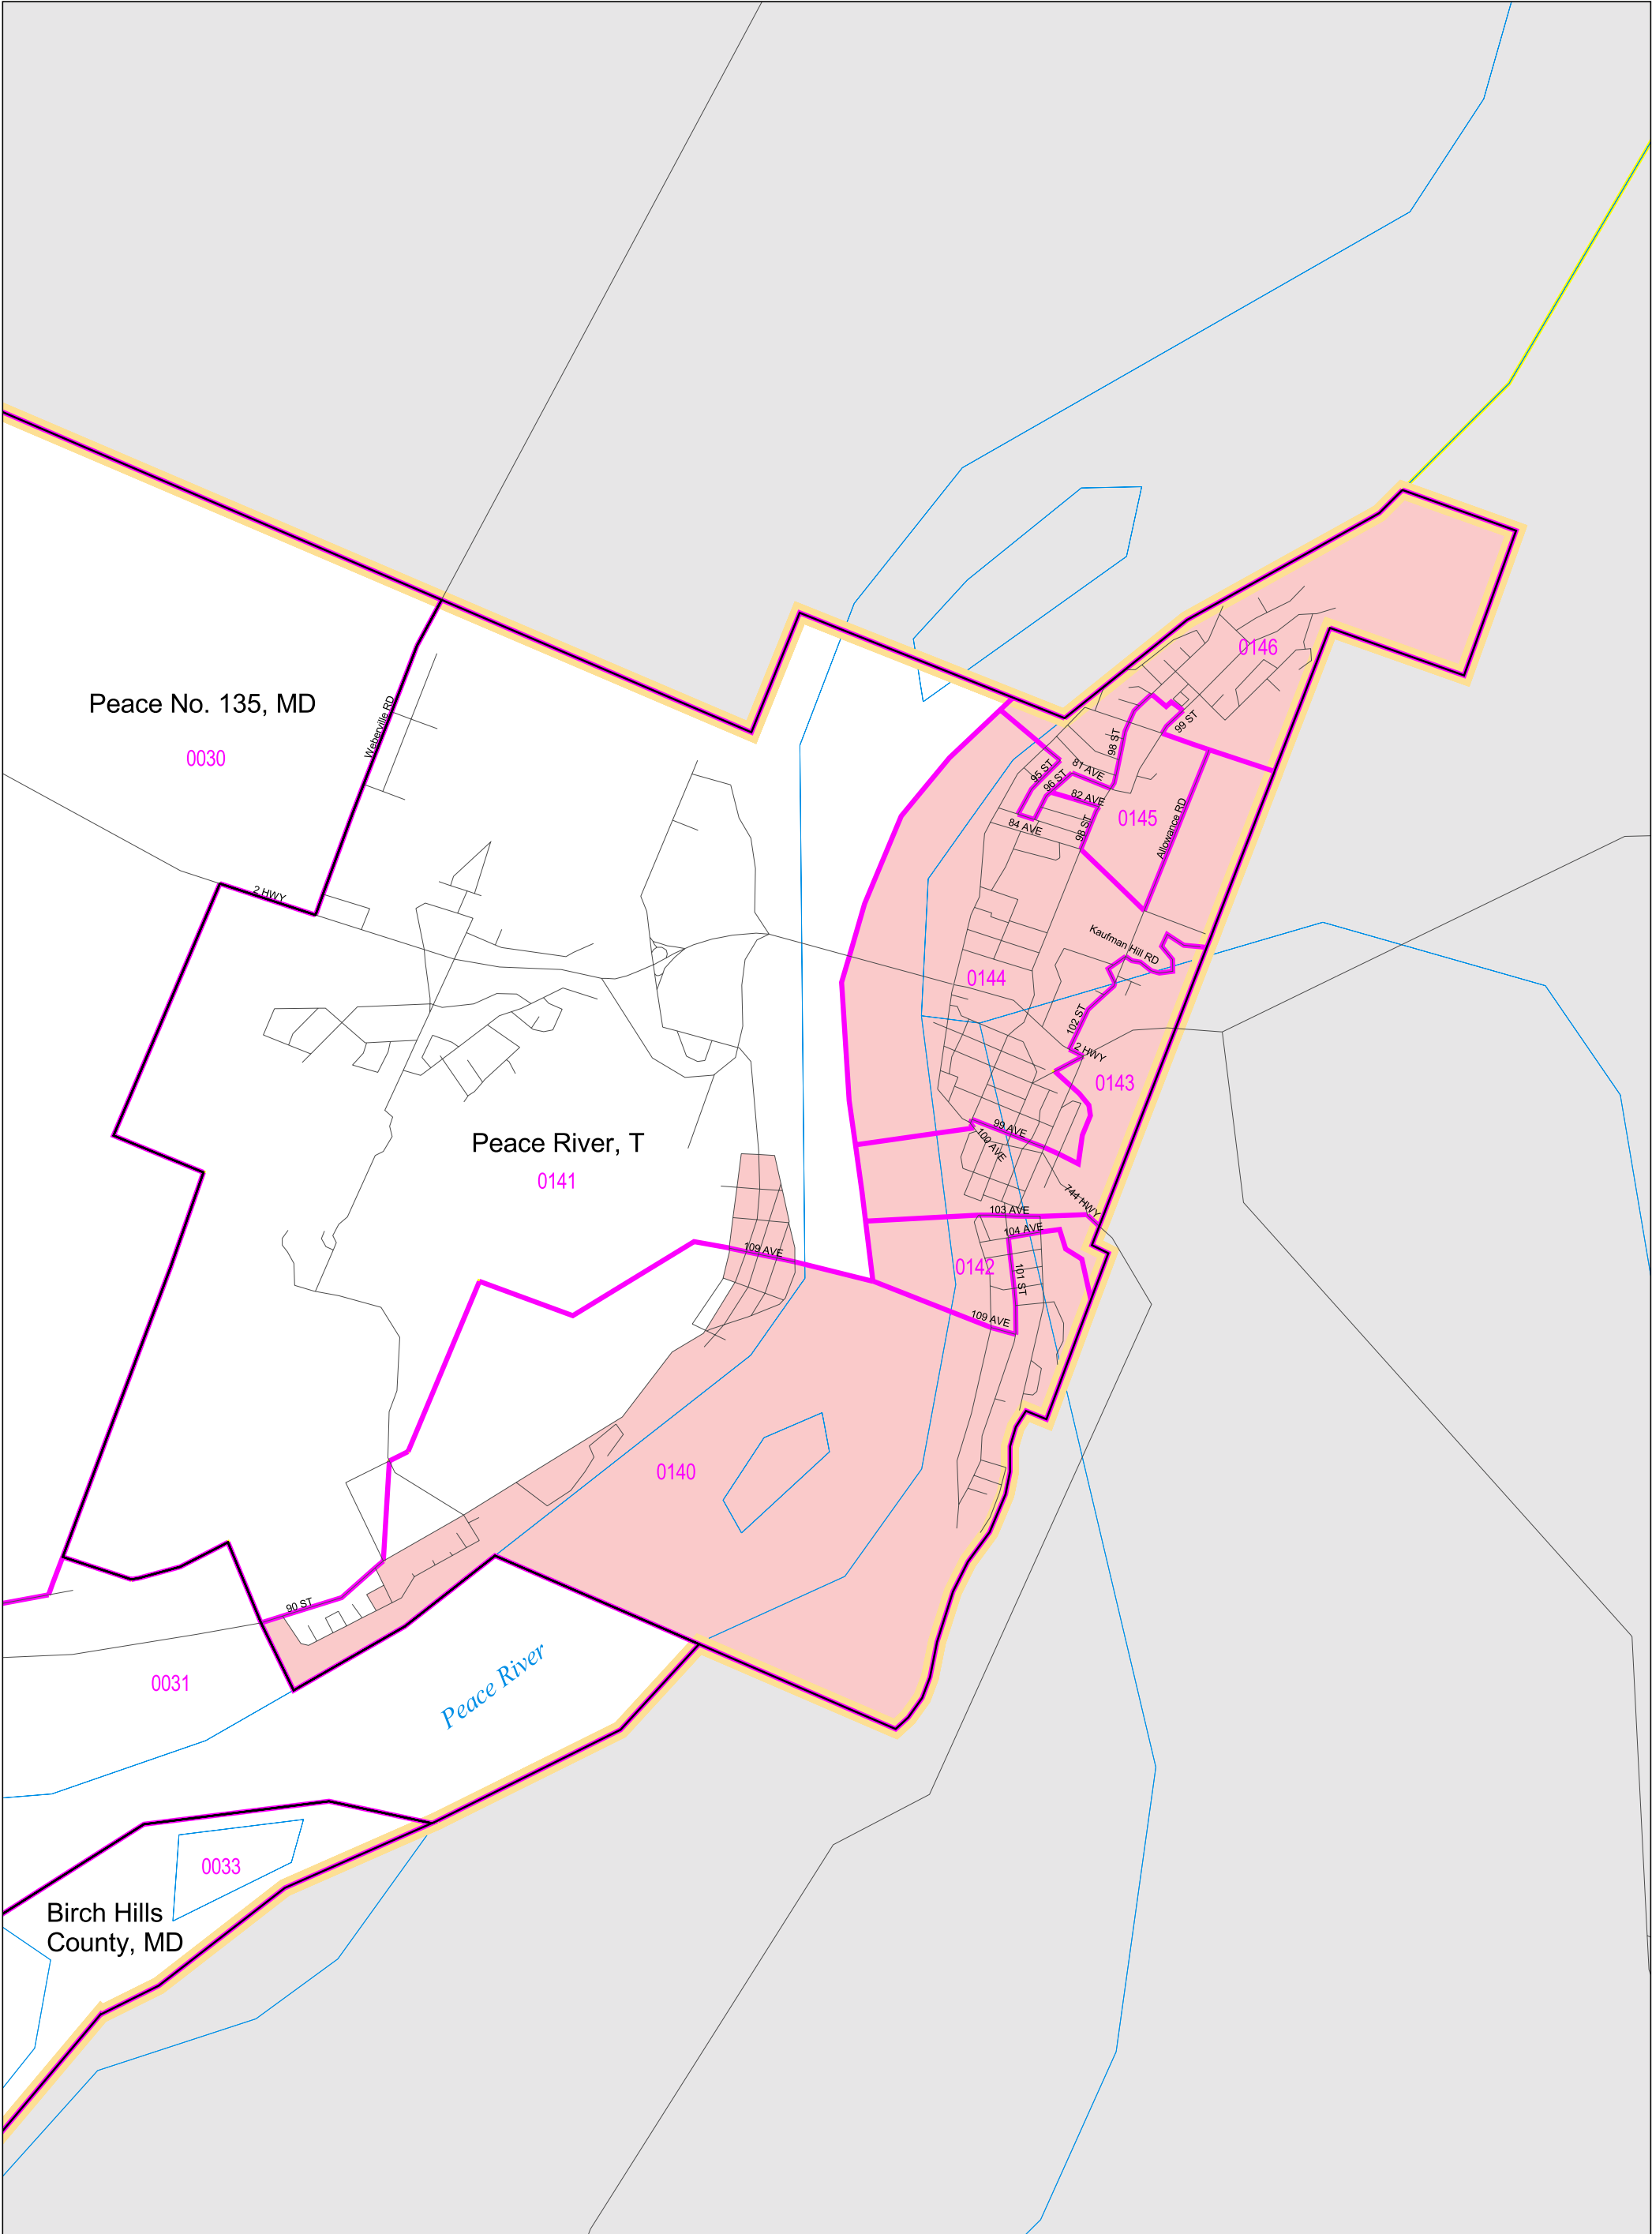 0146
Peace No. 135, MD
0030
Weberville RD
99 ST
98 ST
95 ST
96 ST
81 AVE
82 AVE
84 AVE
98 ST
0145
Allowance RD
2 HWY
Kaufman Hill RD
0144
102 ST
2 HWY
0143
99 AVE
100 AVE
Peace River, T
0141
744 HWY
103 AVE
104 AVE
109 AVE
0142
101 ST
109 AVE
0140
90 ST
0031
Peace River
0033
Birch Hills
County, MD